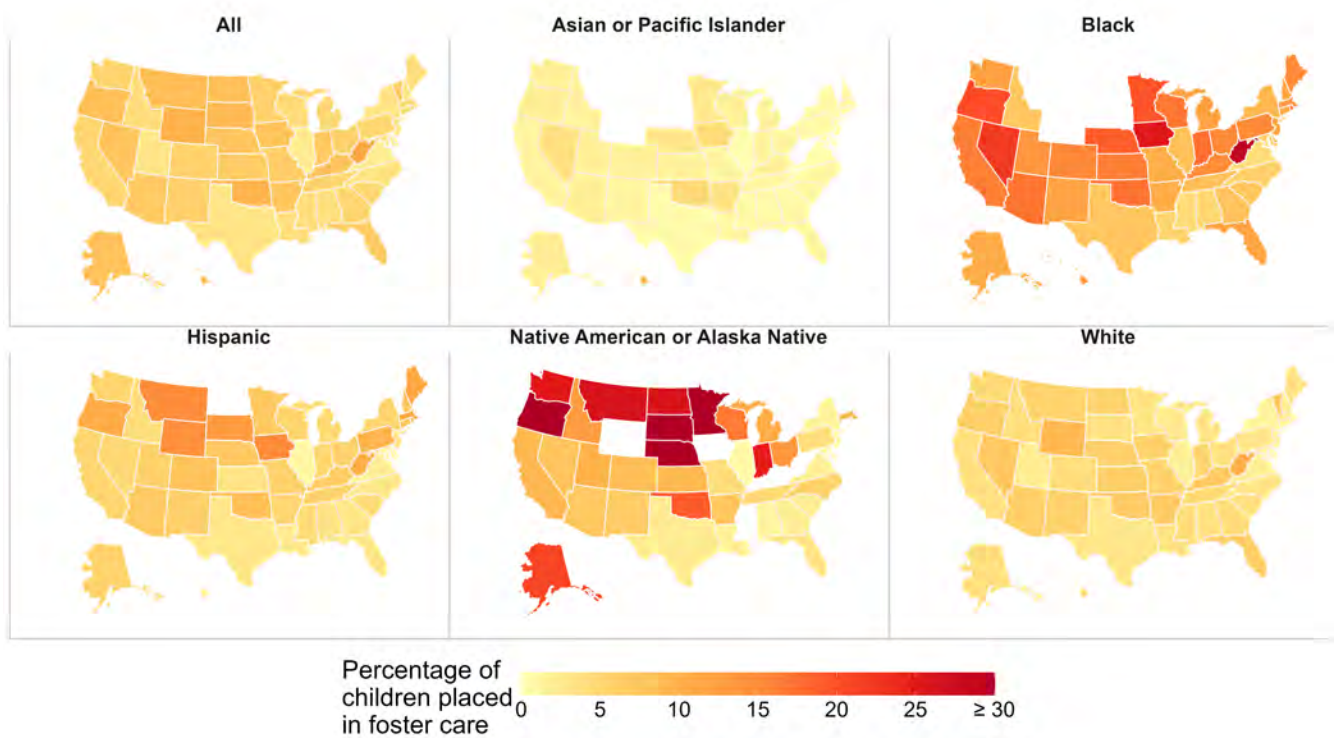 All
Asian or Pacific Islander
Black
Hispanic
Native American or Alaska Native
White
Percentage of
children placed
in foster care
0 5 10 15 20 25 ≥ 30